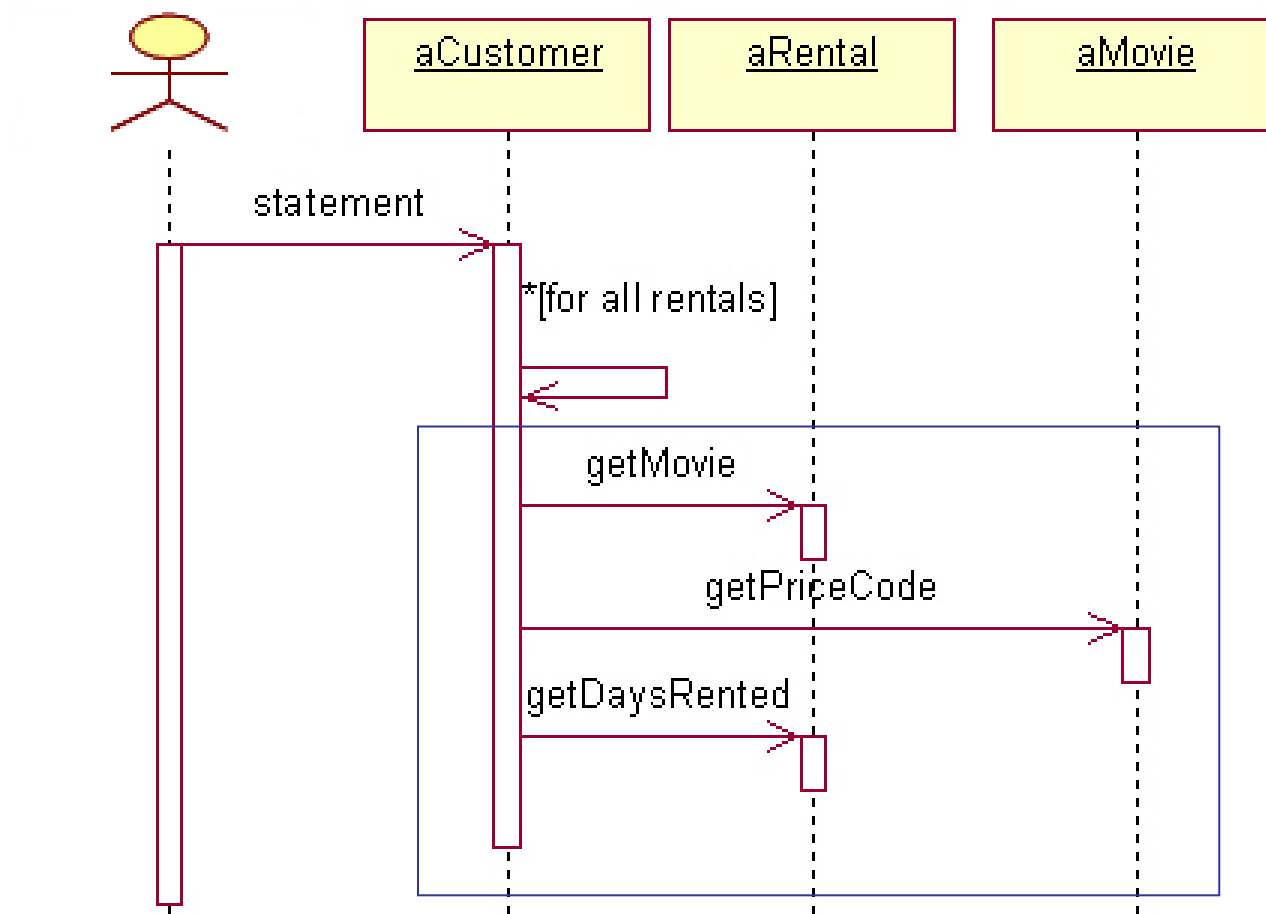 aCustomer
aRental
aMovie
statement
*[for all rentals]
getMovie
getPriceCode
getDaysRented